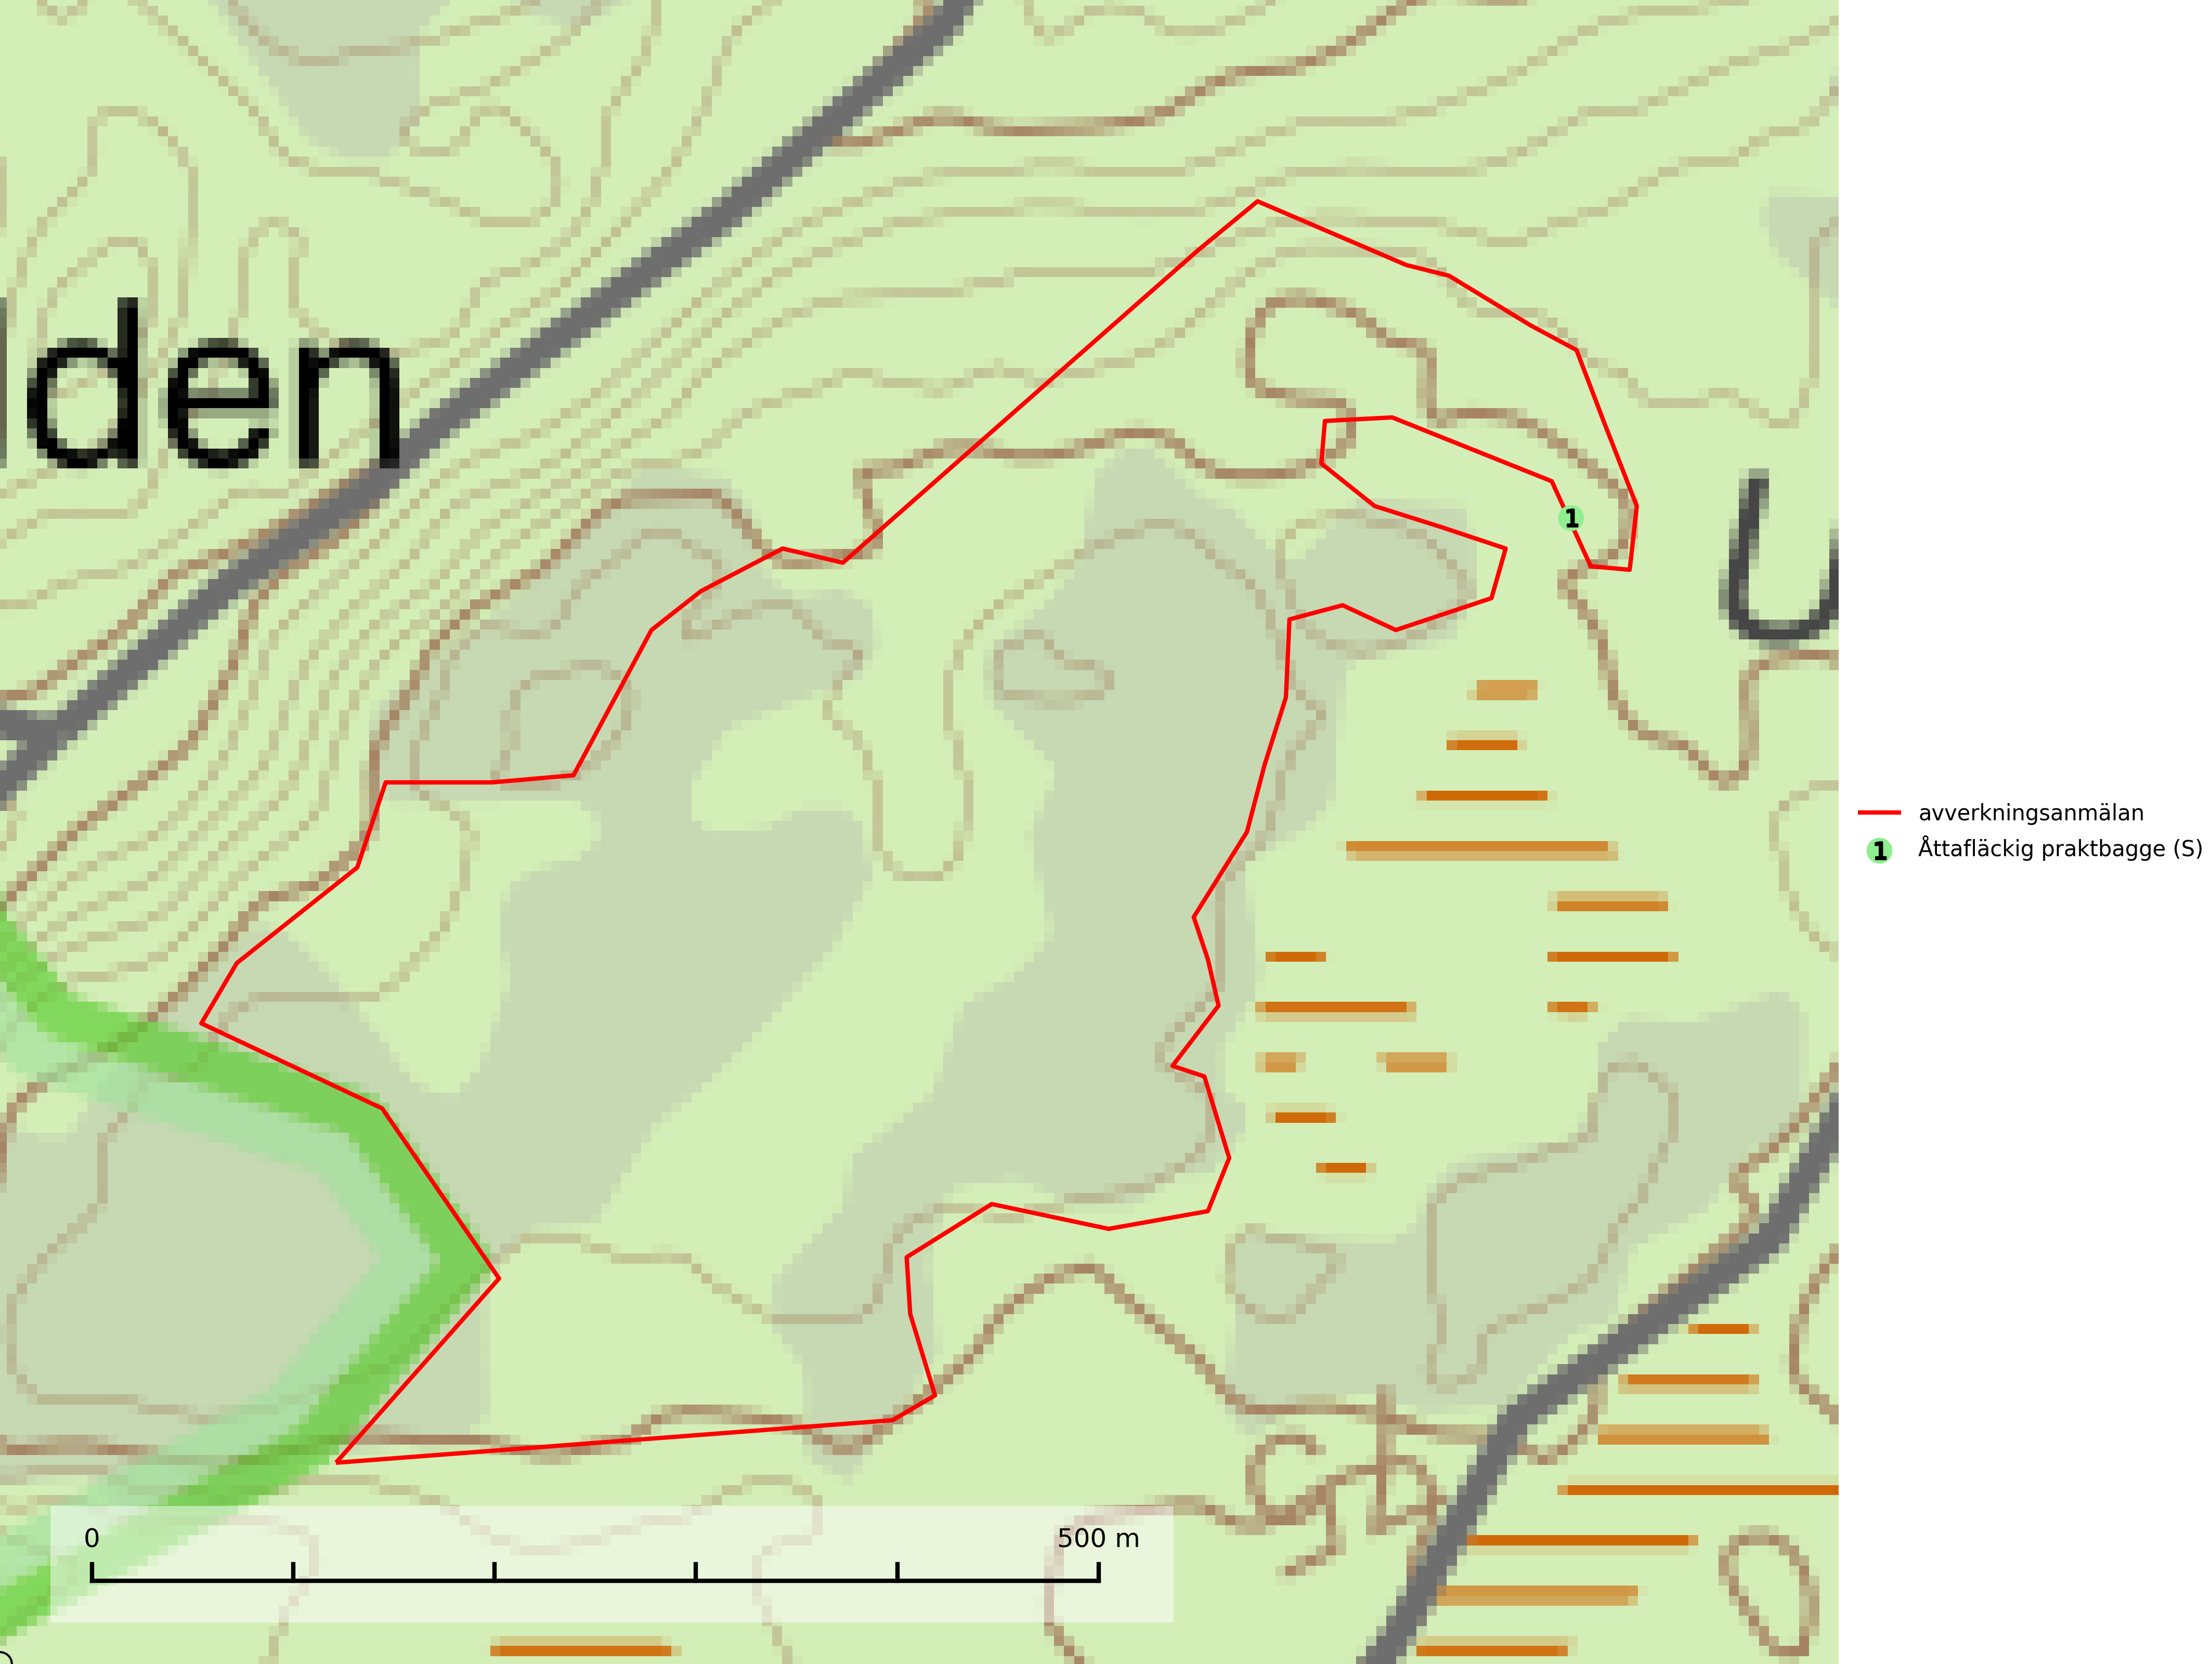 lden
U
1
avverkningsanmälan
1 Åttafläckig praktbagge (S)
0 500 m